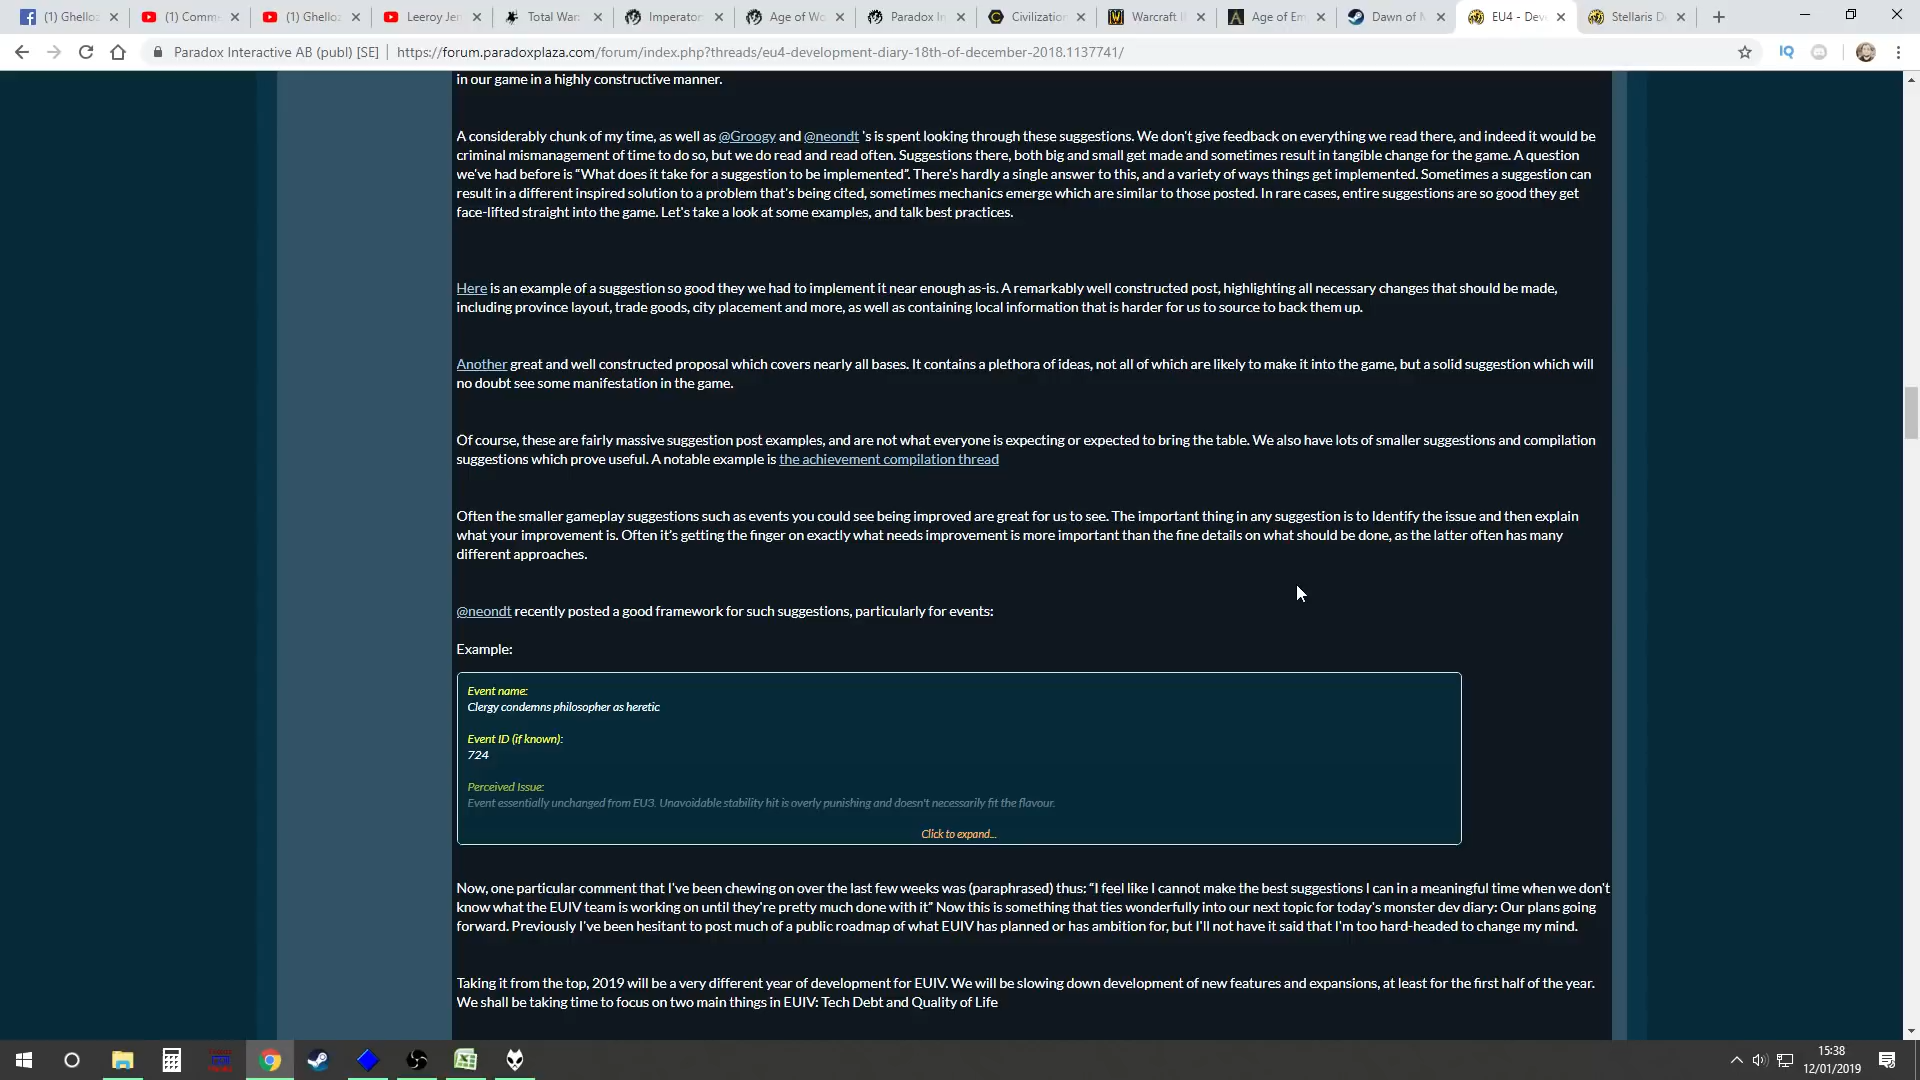 (1) Ghello:
(1) Comm
(1) Ghello:
Leeroy Jer
Total War:
Imperator
Age of Wo
Paradox In
Civilization
Warcraft I
Age of Em
Dawn of
EU4 - Dev
Stellaris D
Paradox Interactive AB (publ) [SE] | https://forum.paradoxplaza.com/forum/index.php?threads/eu4-development-diary-18th-of-december-2018.1137741/
in our game in a highly constructive manner.
A considerably chunk of my time, as well as @Groogy and @neondt 's is spent looking through these suggestions. We don't give feedback on everything we read there, and indeed it would be
criminal mismanagement of time to do so, but we do read and read often. Suggestions there, both big and small get made and sometimes result in tangible change for the game. A question
we've had before is “What does it take for a suggestion to be implemented”. There's hardly a single answer to this, and a variety of ways things get implemented. Sometimes a suggestion can
result in a different inspired solution to a problem that's being cited, sometimes mechanics emerge which are similar to those posted. In rare cases, entire suggestions are so good they get
face-lifted straight into the game. Let's take a look at some examples, and talk best practices.
Here is an example of a suggestion so good they we had to implement it near enough as-is. A remarkably well constructed post, highlighting all necessary changes that should be made,
including province layout, trade goods, city placement and more, as well as containing local information that is harder for us to source to back them up.
Another great and well constructed proposal which covers nearly all bases. It contains a plethora of ideas, not all of which are likely to make it into the game, but a solid suggestion which will
no doubt see some manifestation in the game.
Of course, these are fairly massive suggestion post examples, and are not what everyone is expecting or expected to bring the table. We also have lots of smaller suggestions and compilation
suggestions which prove useful. A notable example is the achievement compilation thread
Often the smaller gameplay suggestions such as events you could see being improved are great for us to see. The important thing in any suggestion is to Identify the issue and then explain
what your improvement is. Often it's getting the finger on exactly what needs improvement is more important than the fine details on what should be done, as the latter often has many
different approaches.
@neondt recently posted a good framework for such suggestions, particularly for events:
Example:
Event name:
Clergy condemns philosopher as heretic
Event ID (if known):
724
Perceived Issue:
Event essentially unchanged from EU3. Unavoidable stability hit is overly punishing and doesn't necessarily fit the flavour.
Click to expand...
Now, one particular comment that I've been chewing on over the last few weeks was (paraphrased) thus: “I feel like I cannot make the best suggestions I can in a meaningful time when we don't
know what the EUIV team is working on until they're pretty much done with it” Now this is something that ties wonderfully into our next topic for today's monster dev diary: Our plans going
forward. Previously I've been hesitant to post much of a public roadmap of what EUIV has planned or has ambition for, but I'll not have it said that I'm too hard-headed to change my mind.
Taking it from the top, 2019 will be a very different year of development for EUIV. We will be slowing down development of new features and expansions, at least for the first half of the year.
We shall be taking time to focus on two main things in EUIV: Tech Debt and Quality of Life
15:38
12/01/2019